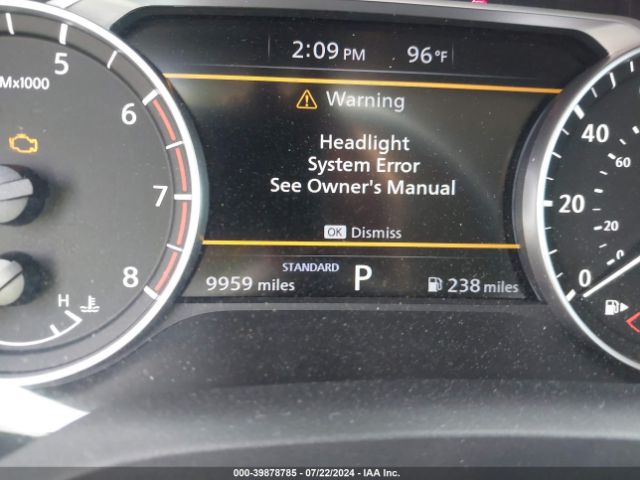 2:09 PM 96°F
Mx1000
5
6
7
8
H
Warning
Headlight
System Error
See Owner's Manual
OK Dismiss
STANDARD
9959 miles P 238 miles
40
60
20
20
0
0
000-39878785 - 07/22/2024 - IAA Inc.